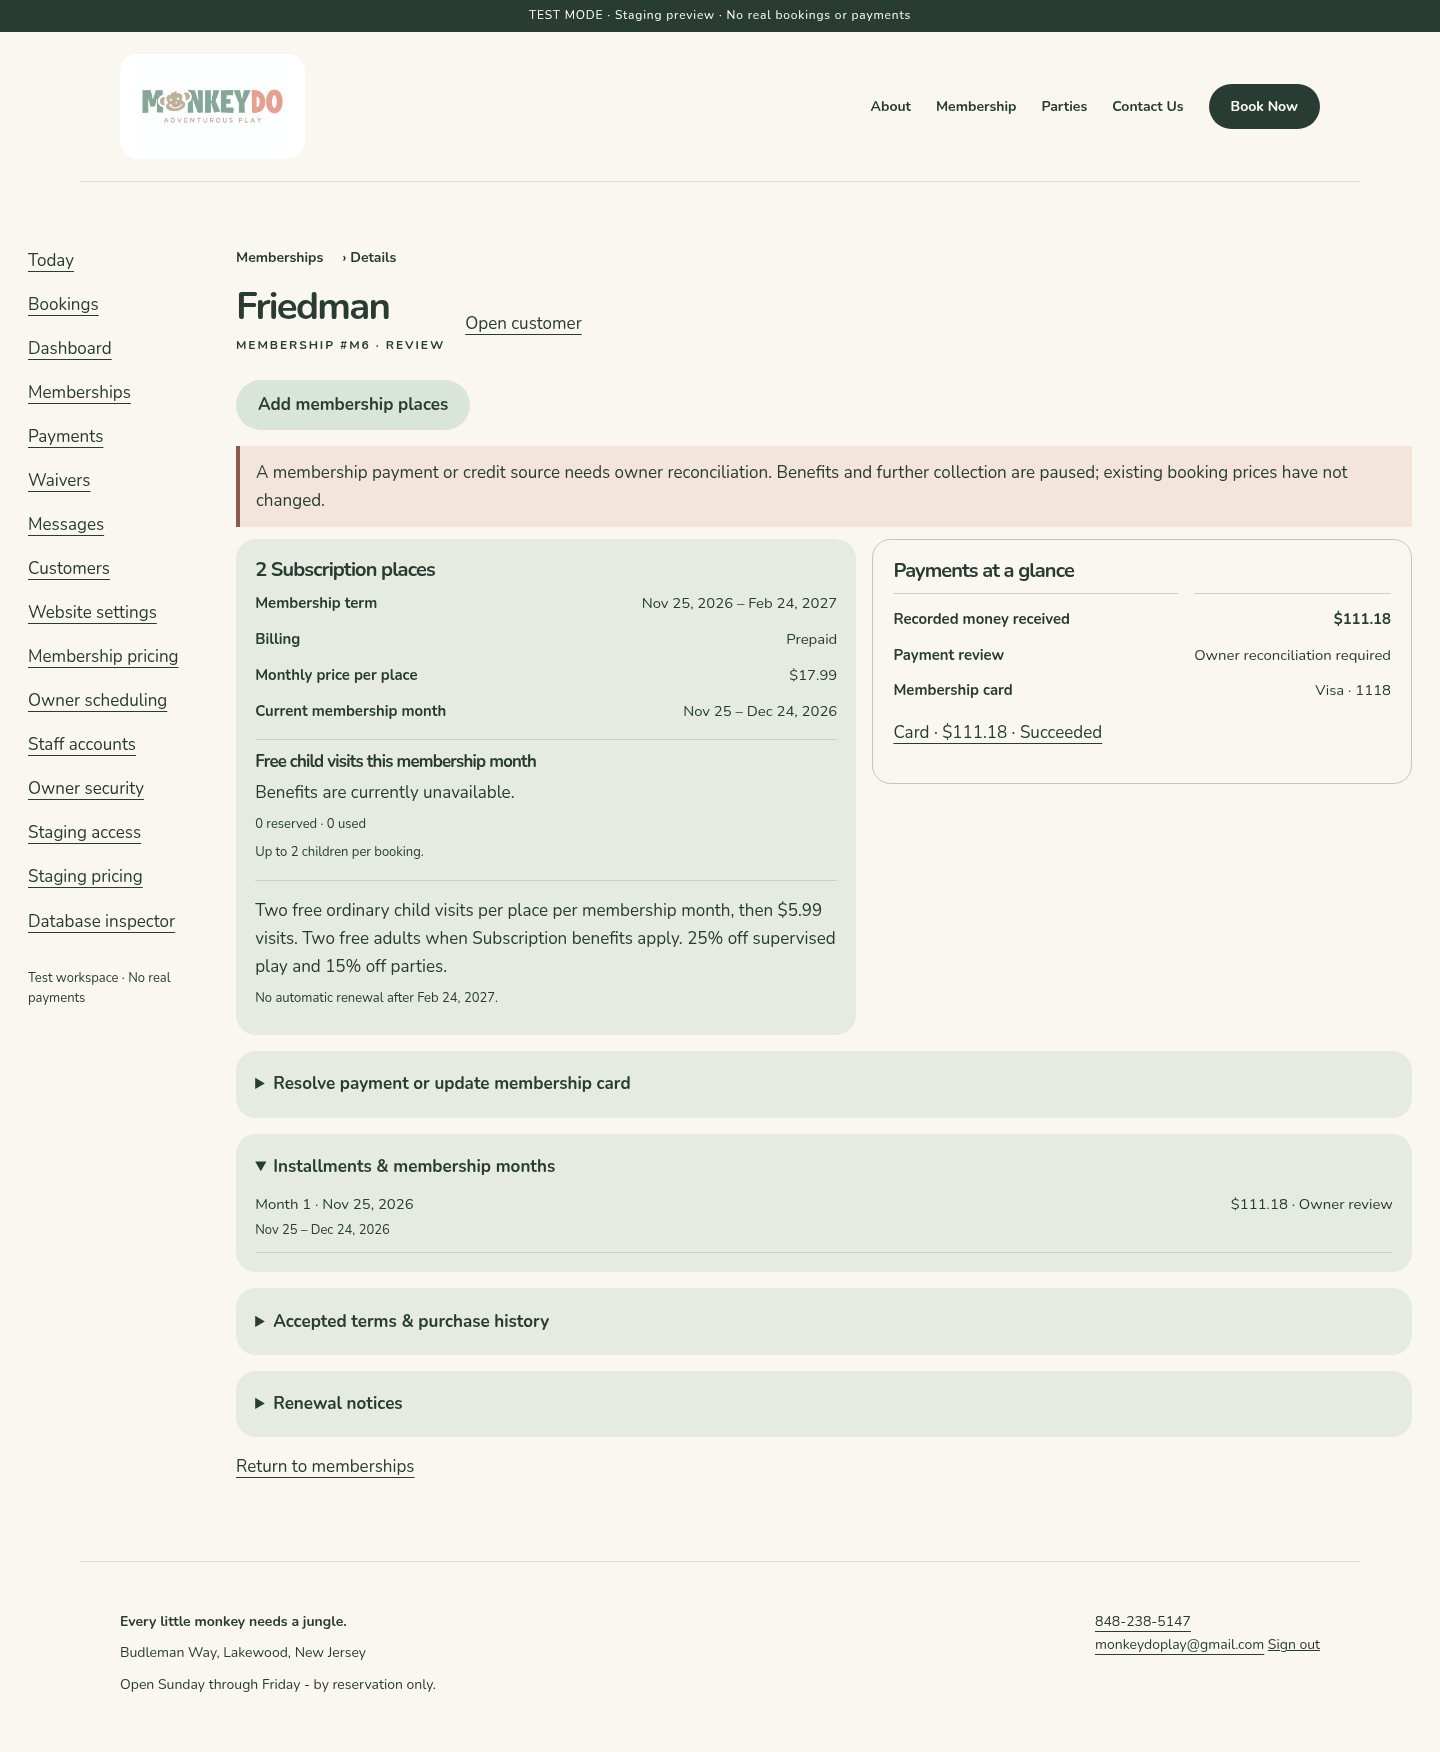 TEST MODE · Staging preview · No real bookings or payments
MONKEYDO
ADVENTUROUS PLAY
About
Membership
Parties
Contact Us
Book Now
Today
Bookings
Dashboard
Memberships
Payments
Waivers
Messages
Customers
Website settings
Membership pricing
Owner scheduling
Staff accounts
Owner security
Staging access
Staging pricing
Database inspector
Test workspace · No real
payments
Memberships › Details
Friedman
MEMBERSHIP #M6 · REVIEW
Open customer
Add membership places
A membership payment or credit source needs owner reconciliation. Benefits and further collection are paused; existing booking prices have not
changed.
2 Subscription places
Membership term Nov 25, 2026 – Feb 24, 2027
Billing Prepaid
Monthly price per place $17.99
Current membership month Nov 25 – Dec 24, 2026
Free child visits this membership month
Benefits are currently unavailable.
0 reserved · 0 used
Up to 2 children per booking.
Two free ordinary child visits per place per membership month, then $5.99
visits. Two free adults when Subscription benefits apply. 25% off supervised
play and 15% off parties.
No automatic renewal after Feb 24, 2027.
Payments at a glance
Recorded money received $111.18
Payment review Owner reconciliation required
Membership card Visa · 1118
Card · $111.18 · Succeeded
▶ Resolve payment or update membership card
▼ Installments & membership months
Month 1 · Nov 25, 2026 $111.18 · Owner review
Nov 25 – Dec 24, 2026
▶ Accepted terms & purchase history
▶ Renewal notices
Return to memberships
Every little monkey needs a jungle.
Budleman Way, Lakewood, New Jersey
Open Sunday through Friday - by reservation only.
848-238-5147
monkeydoplay@gmail.com Sign out